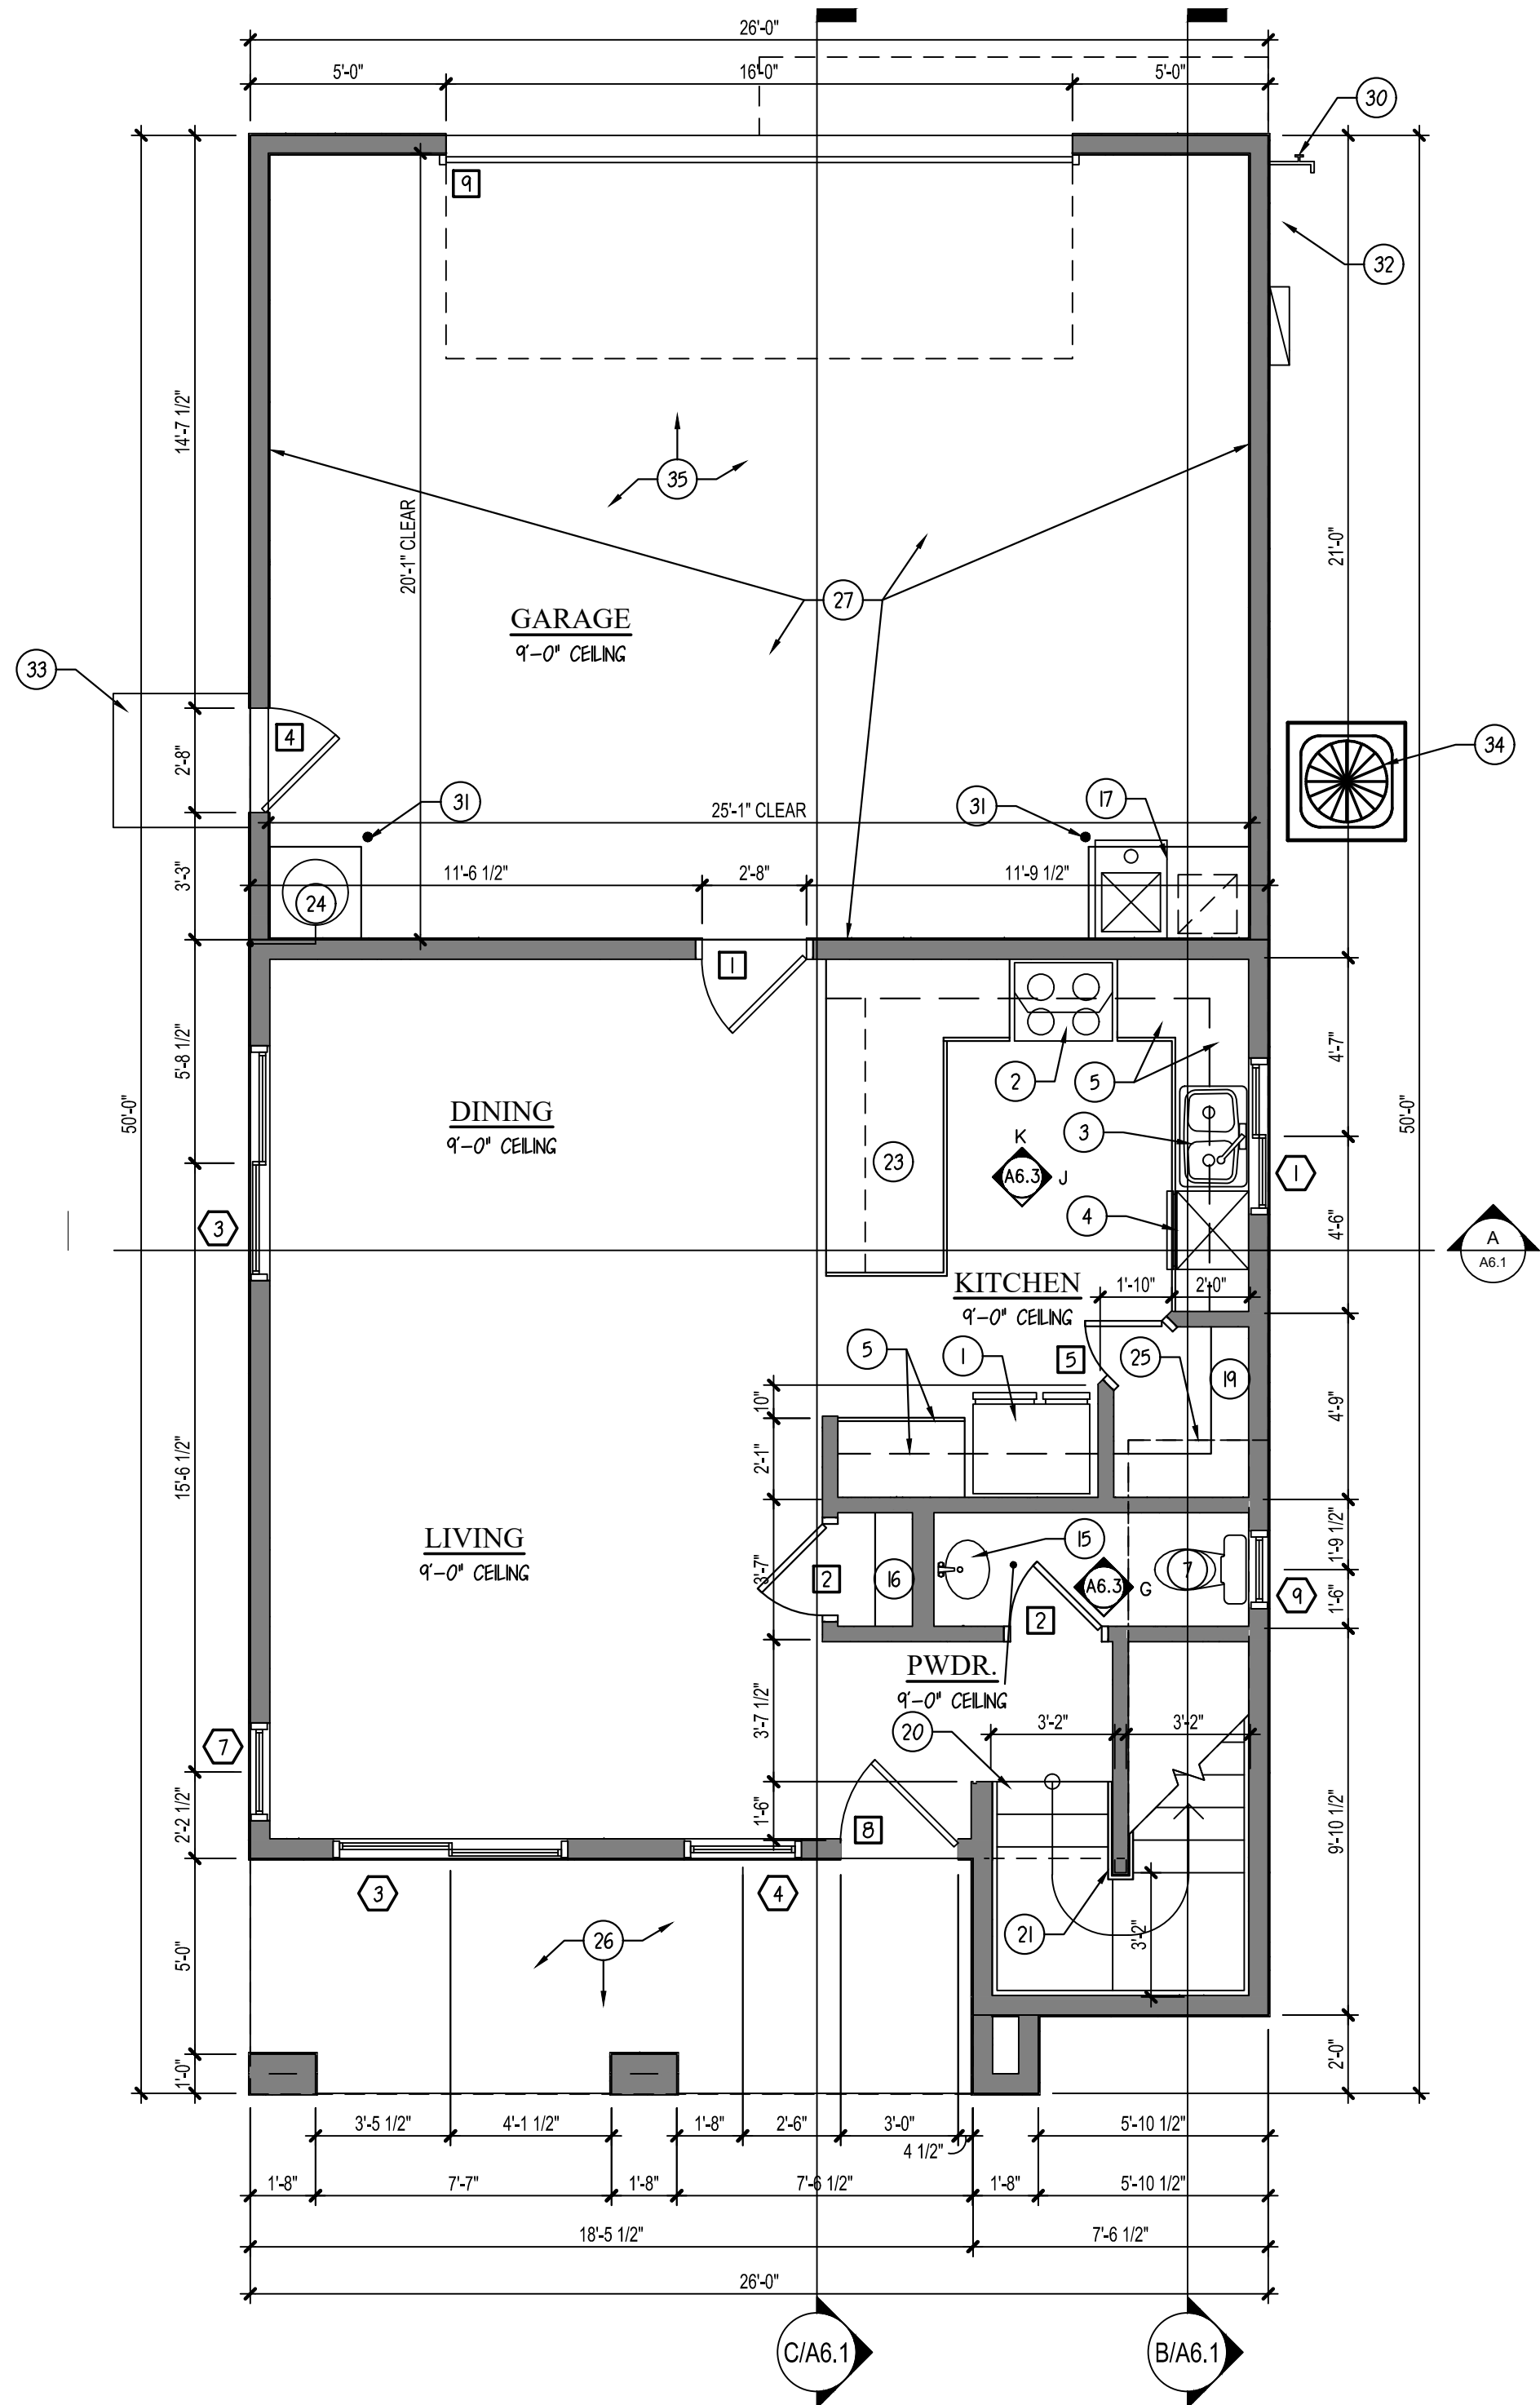 26'-0"
5'-0" 16'-0" 5'-0"
30
9
32
14'-7 1/2"
35
20'-1" CLEAR
21'-0"
27
GARAGE
9'-0" CEILING
33
4
2'-8"
34
31 31 17
25'-1" CLEAR
3'-3"
11'-6 1/2" 2'-8" 11'-9 1/2"
24
1
5'-8 1/2"
4'-7"
2 5
50'-0" 50'-0"
DINING
9'-0" CEILING
3
K
23
A6.3 J
1
4
3
4'-6"
A
A6.1
KITCHEN
9'-0" CEILING
1'-10" 2'-0"
5 1 5 25 19
10"
4'-9"
2'-1"
15'-6 1/2"
LIVING
9'-0" CEILING
15
1'-9 1/2"
3'-7"
2 16
A6.3 G
7
9
1'-6"
2
PWDR.
9'-0" CEILING
3'-7 1/2"
20
3'-2" 3'-2"
7
1'-6"
2'-2 1/2"
8
9'-10 1/2"
3 4
26
21
3'-2"
5'-0"
2'-0"
1'-0"
3'-5 1/2" 4'-1 1/2" 1'-8" 2'-6" 3'-0" 5'-10 1/2"
4 1/2"
1'-8" 7'-7" 1'-8" 7'-6 1/2" 1'-8" 5'-10 1/2"
18'-5 1/2" 7'-6 1/2"
26'-0"
C/A6.1 B/A6.1